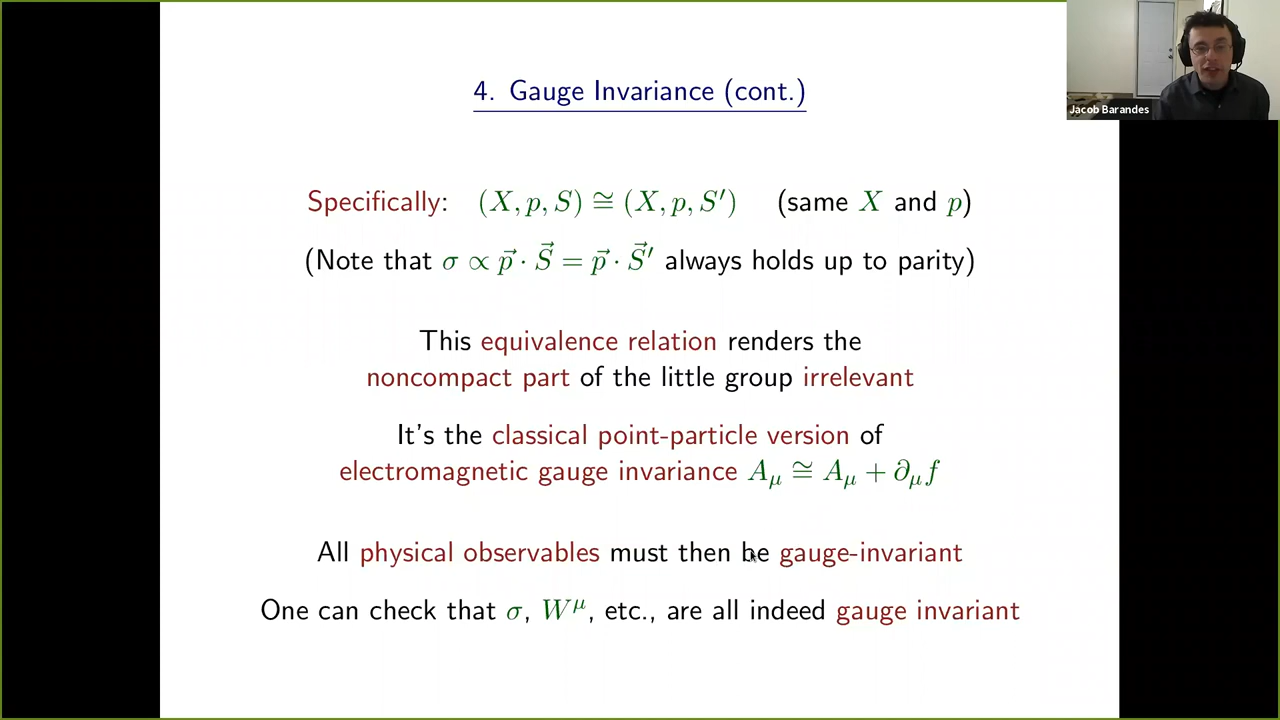 4. Gauge Invariance (cont.)
Jacob Barandes
Specifically: (X, p, S) ≅ (X, p, S′) (same X and p)
(Note that σ ∝ p⃗ · S⃗ = p⃗ · S⃗′ always holds up to parity)
This equivalence relation renders the
noncompact part of the little group irrelevant
It's the classical point-particle version of
electromagnetic gauge invariance A_μ ≅ A_μ + ∂_μ f
All physical observables must then be gauge-invariant
One can check that σ, W^μ, etc., are all indeed gauge invariant